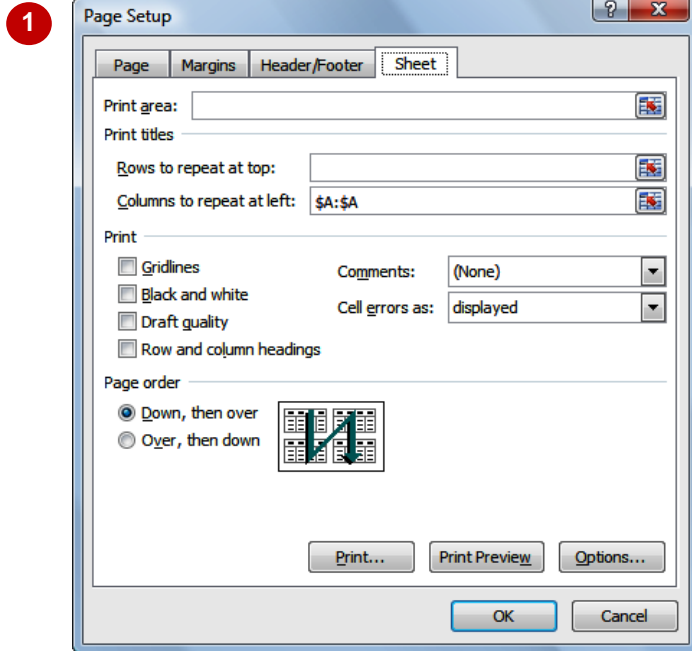 1
Page Setup
Page Margins Header/Footer Sheet
Print area:
Print titles
Rows to repeat at top:
Columns to repeat at left: $A:$A
Print
Gridlines Comments: (None)
Black and white
Cell errors as: displayed
Draft quality
Row and column headings
Page order
Down, then over
Over, then down
Print... Print Preview Options...
OK Cancel